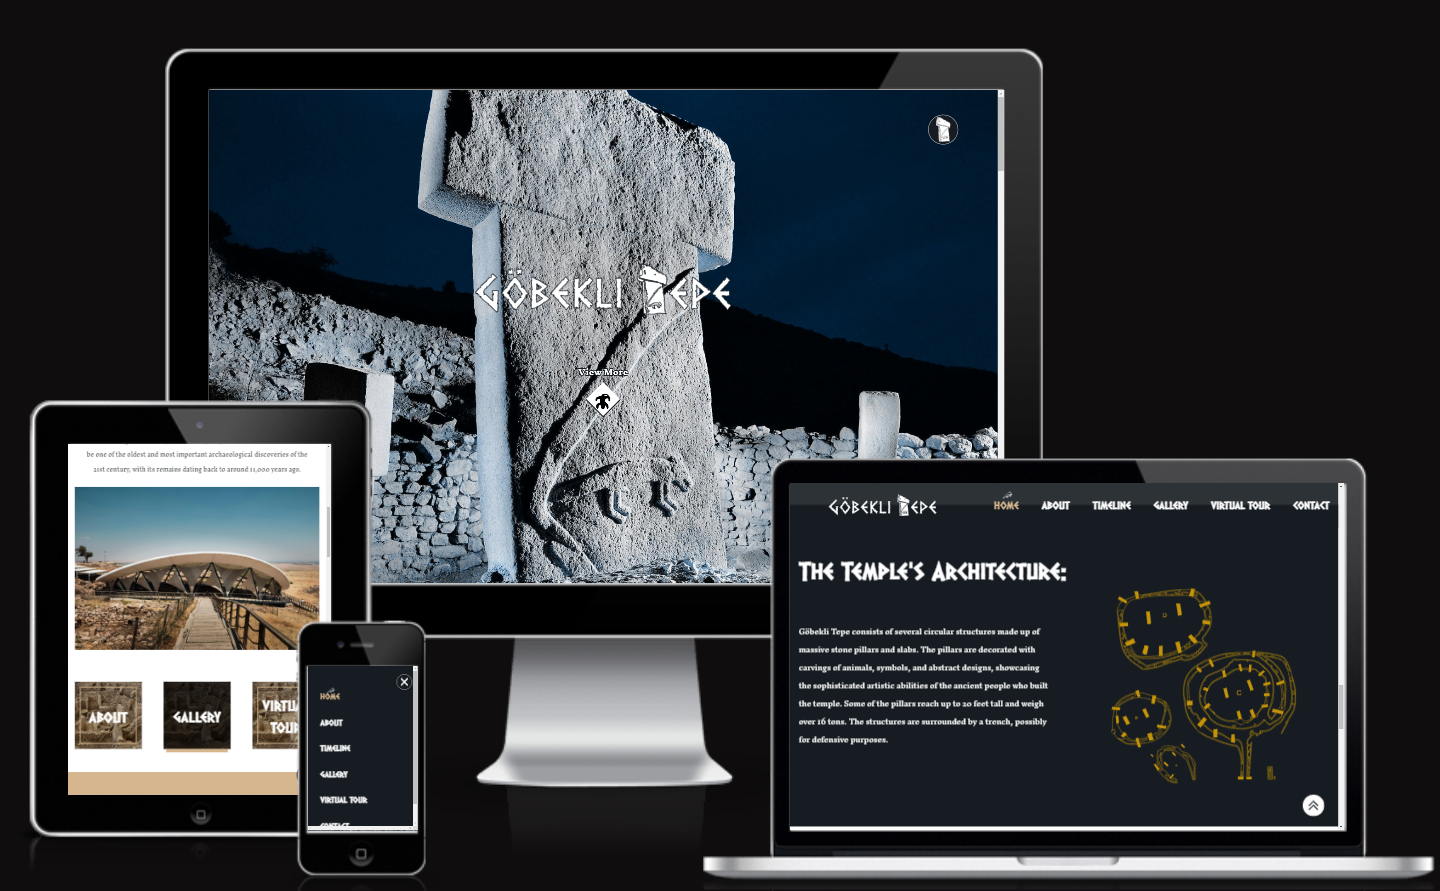 GÖBEKLI TEPE
View More
be one of the oldest and most important archaeological discoveries of the
21st century, with its remains dating back to around 11,000 years ago.
ABOUT
GALLERY
VIRTUAL
TOUR
HOME
ABOUT
TIMELINE
GALLERY
VIRTUAL TOUR
CONTACT
GÖBEKLI TEPE
HOME ABOUT TIMELINE GALLERY VIRTUAL TOUR CONTACT
THE TEMPLE'S ARCHITECTURE:
Göbekli Tepe consists of several circular structures made up of
massive stone pillars and slabs. The pillars are decorated with
carvings of animals, symbols, and abstract designs, showcasing
the sophisticated artistic abilities of the ancient people who built
the temple. Some of the pillars reach up to 20 feet tall and weigh
over 16 tons. The structures are surrounded by a trench, possibly
for defensive purposes.
D
C